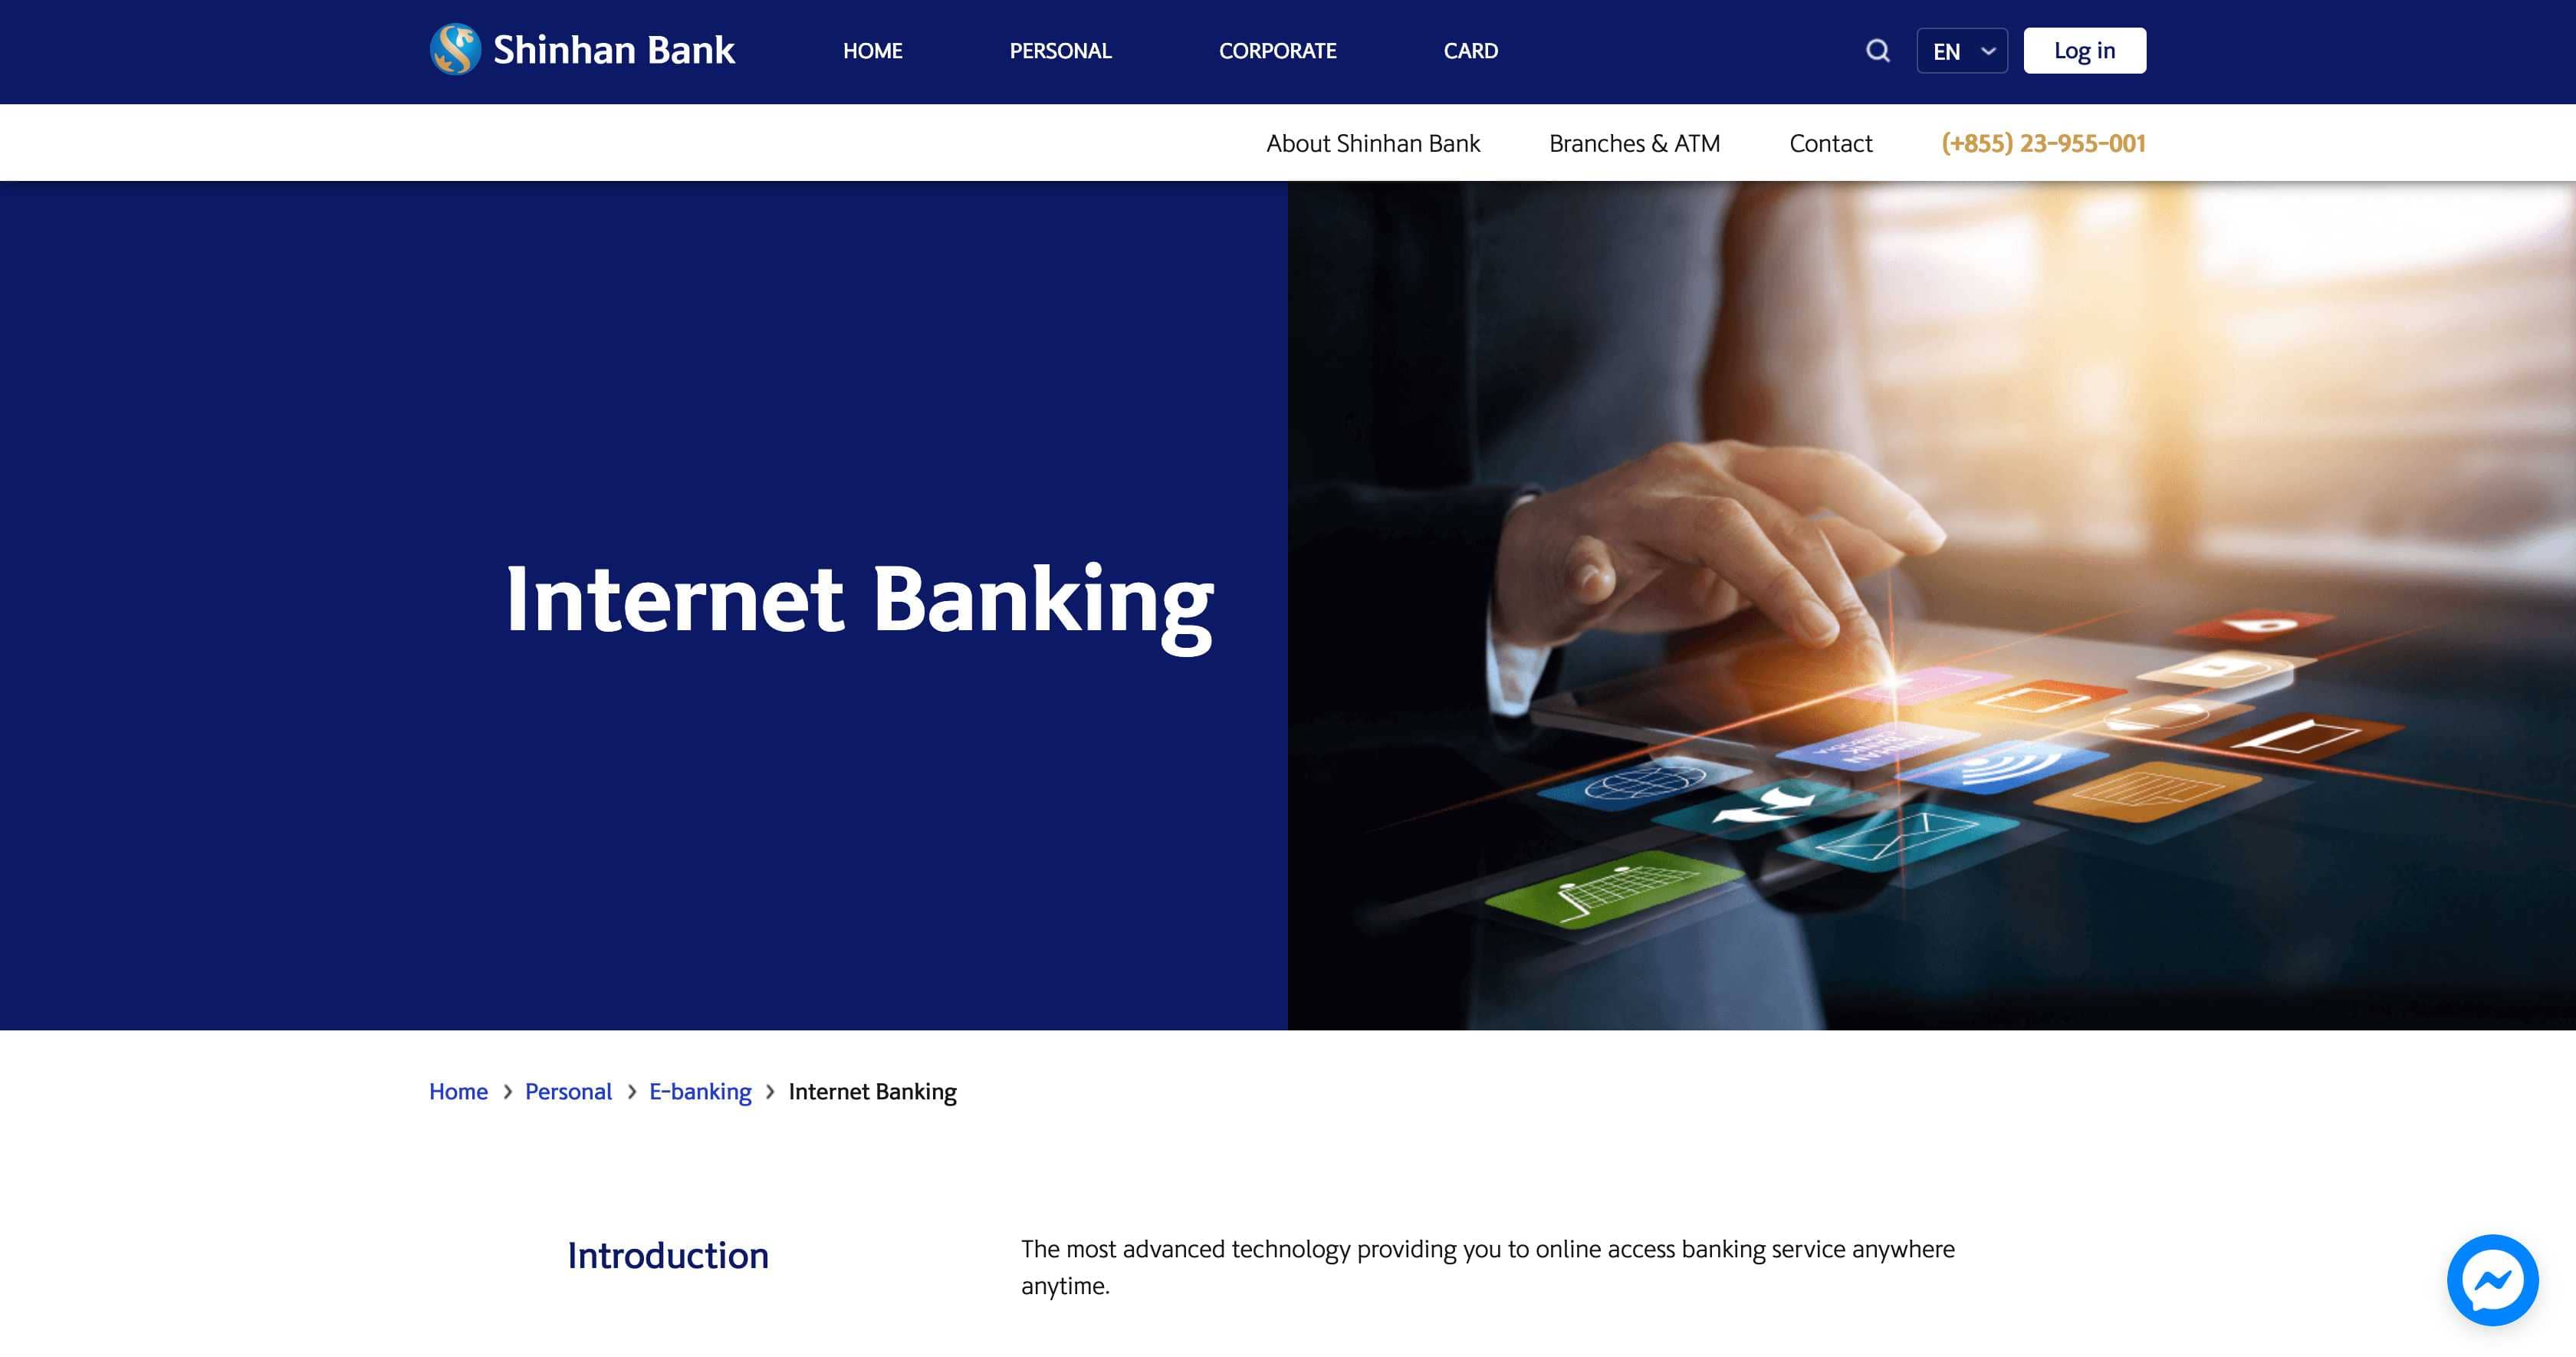 Shinhan Bank
HOME
PERSONAL
CORPORATE
CARD
EN
Log in
About Shinhan Bank
Branches & ATM
Contact
(+855) 23-955-001
Internet Banking
Home > Personal > E-banking > Internet Banking
Introduction
The most advanced technology providing you to online access banking service anywhere
anytime.